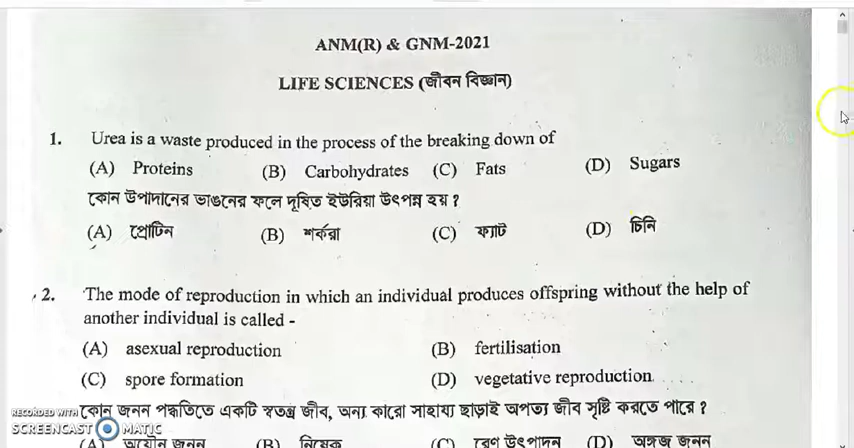 ANM(R) & GNM-2021
LIFE SCIENCES (জীবন বিজ্ঞান)
1. Urea is a waste produced in the process of the breaking down of
(A) Proteins (B) Carbohydrates (C) Fats (D) Sugars
কোন উপাদানের ভাঙনের ফলে দূষিত ইউরিয়া উৎপন্ন হয় ?
(A) প্রোটিন (B) শর্করা (C) ফ্যাট (D) চিনি
2. The mode of reproduction in which an individual produces offspring without the help of
another individual is called -
(A) asexual reproduction (B) fertilisation
(C) spore formation (D) vegetative reproduction
কোন জনন পদ্ধতিতে একটি স্বতন্ত্র জীব, অন্য কারো সাহায্য ছাড়াই অপত্য জীব সৃষ্টি করতে পারে ?
(A) অযৌন জনন (B) নিষেক (C) রেণু উৎপাদন (D) অঙ্গজ জনন
RECORDED WITH
SCREENCAST MATIC